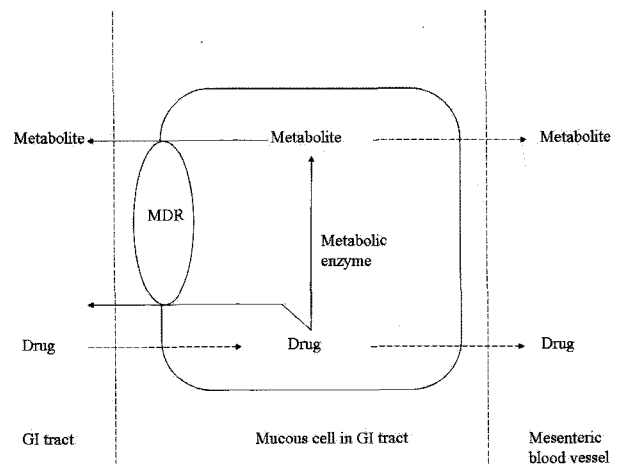 Metabolite
Metabolite
Metabolite
MDR
Metabolic
enzyme
Drug
Drug
Drug
GI tract
Mucous cell in GI tract
Mesenteric
blood vessel